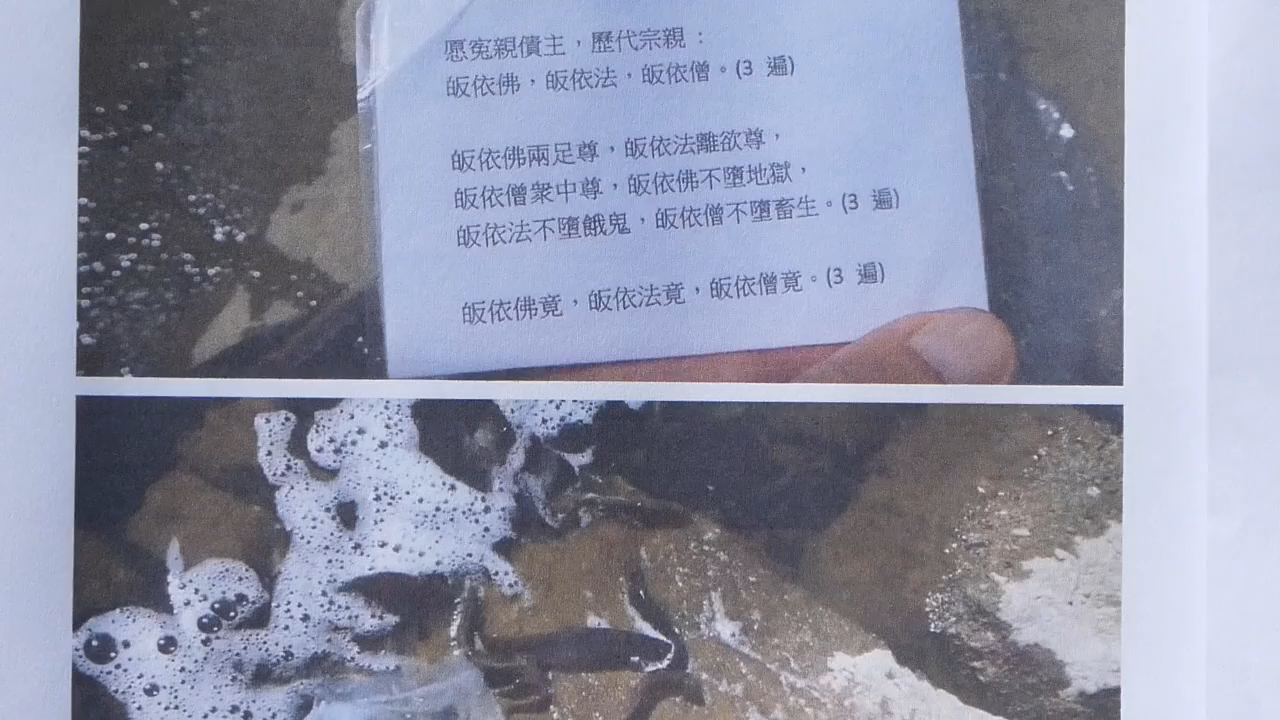 愿冤親債主，歷代宗親：
皈依佛，皈依法，皈依僧。(3 遍)
皈依佛兩足尊，皈依法離欲尊，
皈依僧衆中尊，皈依佛不墮地獄，
皈依法不墮餓鬼，皈依僧不墮畜生。(3 遍)
皈依佛竟，皈依法竟，皈依僧竟。(3 遍)